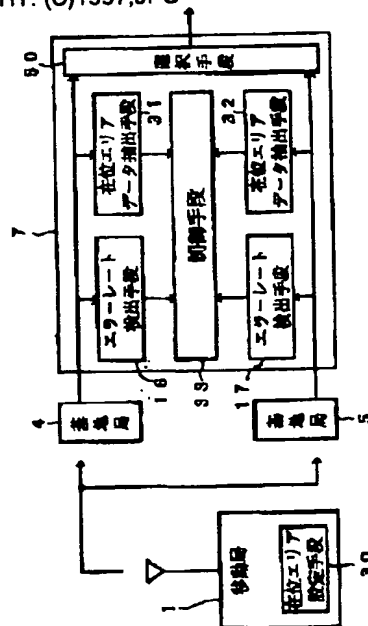 (C)1997,JPO
7
選択手段
在位エリア
データ抽出手段
31
在位エリア
データ抽出手段
32
制御手段
33
エラーレート
検出手段
16
エラーレート
検出手段
17
4
基地局
基地局
5
1
移動局
在位エリア
設定手段
30